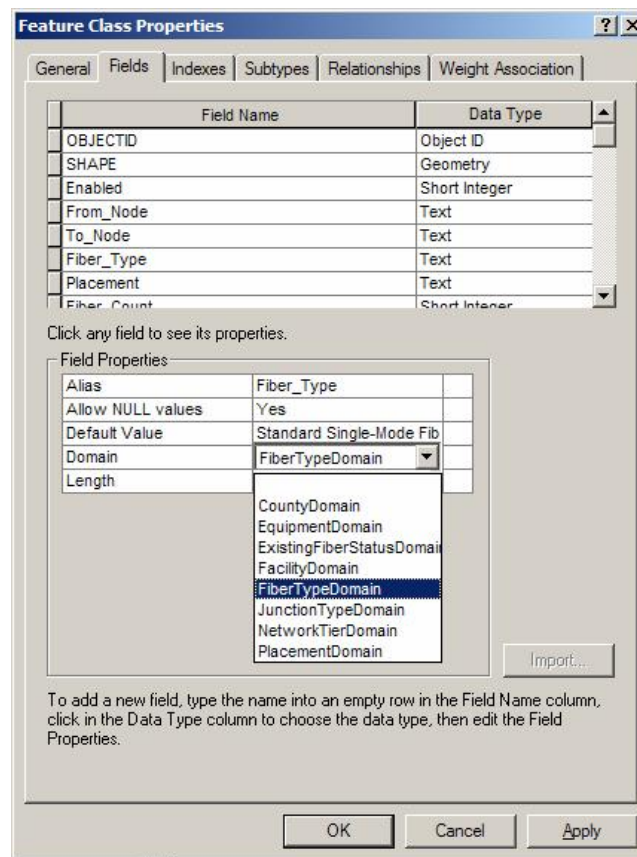 Feature Class Properties
General Fields Indexes Subtypes Relationships Weight Association
Field Name Data Type
OBJECTID Object ID
SHAPE Geometry
Enabled Short Integer
From_Node Text
To_Node Text
Fiber_Type Text
Placement Text
Fiber_Count Short Integer
Click any field to see its properties.
Field Properties
Alias Fiber_Type
Allow NULL values Yes
Default Value Standard Single-Mode Fib
Domain FiberTypeDomain
Length
CountyDomain
EquipmentDomain
ExistingFiberStatusDomai
FacilityDomain
FiberTypeDomain
JunctionTypeDomain
NetworkTierDomain
PlacementDomain
Import...
To add a new field, type the name into an empty row in the Field Name column,
click in the Data Type column to choose the data type, then edit the Field
Properties.
OK Cancel Apply